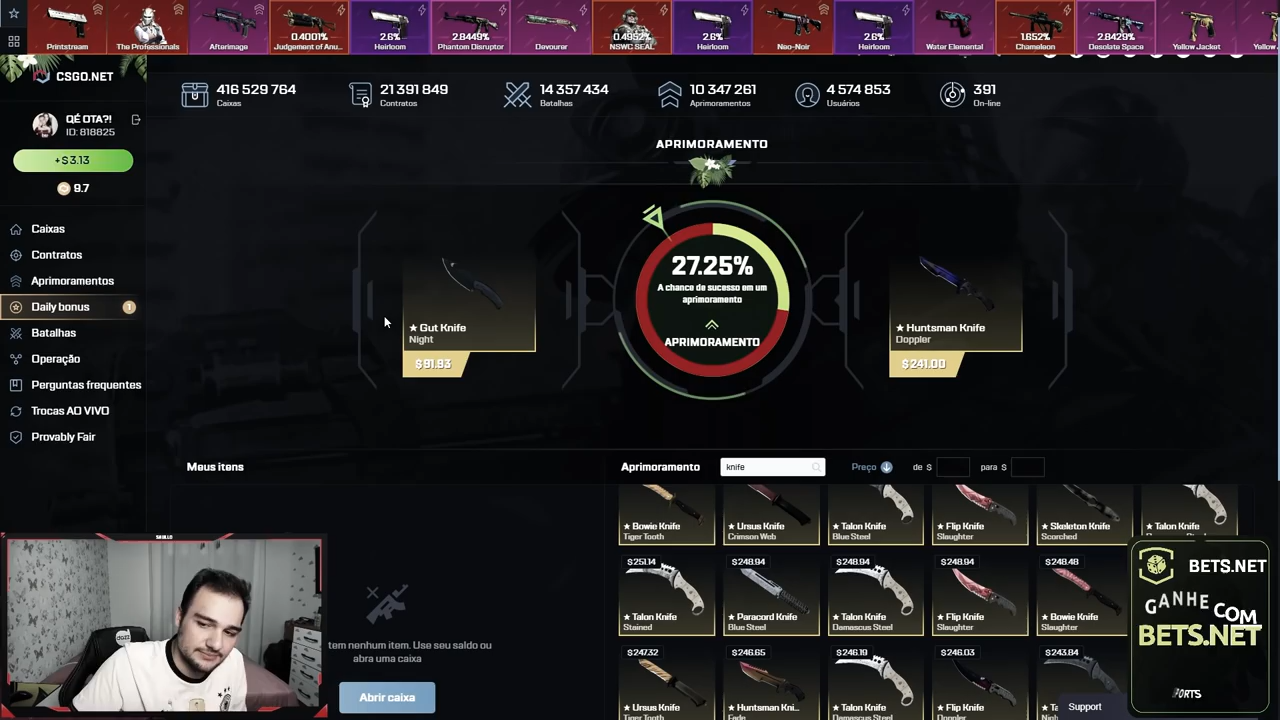 Printstream
The Professionals
Afterimage
0.4001%
Judgement of Anu...
2.6%
Heirloom
2.8449%
Phantom Disruptor
Devourer
0.4952%
NSWC SEAL
2.6%
Heirloom
Neo-Noir
2.6%
Heirloom
Water Elemental
1.652%
Chameleon
2.8429%
Desolate Space
Yellow Jacket
CSGO.NET
416 529 764
Caixas
21 391 849
Contratos
14 357 434
Batalhas
10 347 261
Aprimoramentos
4 574 853
Usuários
391
On-line
QÉ OTA?!
ID: 818825
+$3.13
9.7
Caixas
Contratos
Aprimoramentos
Daily bonus
1
Batalhas
Operação
Perguntas frequentes
Trocas AO VIVO
Provably Fair
APRIMORAMENTO
★ Gut Knife
Night
$91.93
27.25%
A chance de sucesso em um
aprimoramento
APRIMORAMENTO
★ Huntsman Knife
Doppler
$241.00
Meus itens
Aprimoramento
knife
Preço
de $
para $
★ Bowie Knife
Tiger Tooth
★ Ursus Knife
Crimson Web
★ Talon Knife
Blue Steel
★ Flip Knife
Slaughter
★ Skeleton Knife
Scorched
★ Talon Knife
$251.14
★ Talon Knife
Stained
$248.94
★ Paracord Knife
Blue Steel
$248.94
★ Talon Knife
Damascus Steel
$248.94
★ Flip Knife
Slaughter
$248.48
★ Bowie Knife
Slaughter
$247.32
★ Ursus Knife
Tiger Tooth
$246.65
★ Huntsman Kni...
Fade
$246.19
★ Talon Knife
Damascus Steel
$246.03
★ Flip Knife
Doppler
$243.84
tem nenhum item. Use seu saldo ou
abra uma caixa
Abrir caixa
SAULLO
dazz
BETS.NET
GANHE
COM
BETS.NET
PORTS
Support